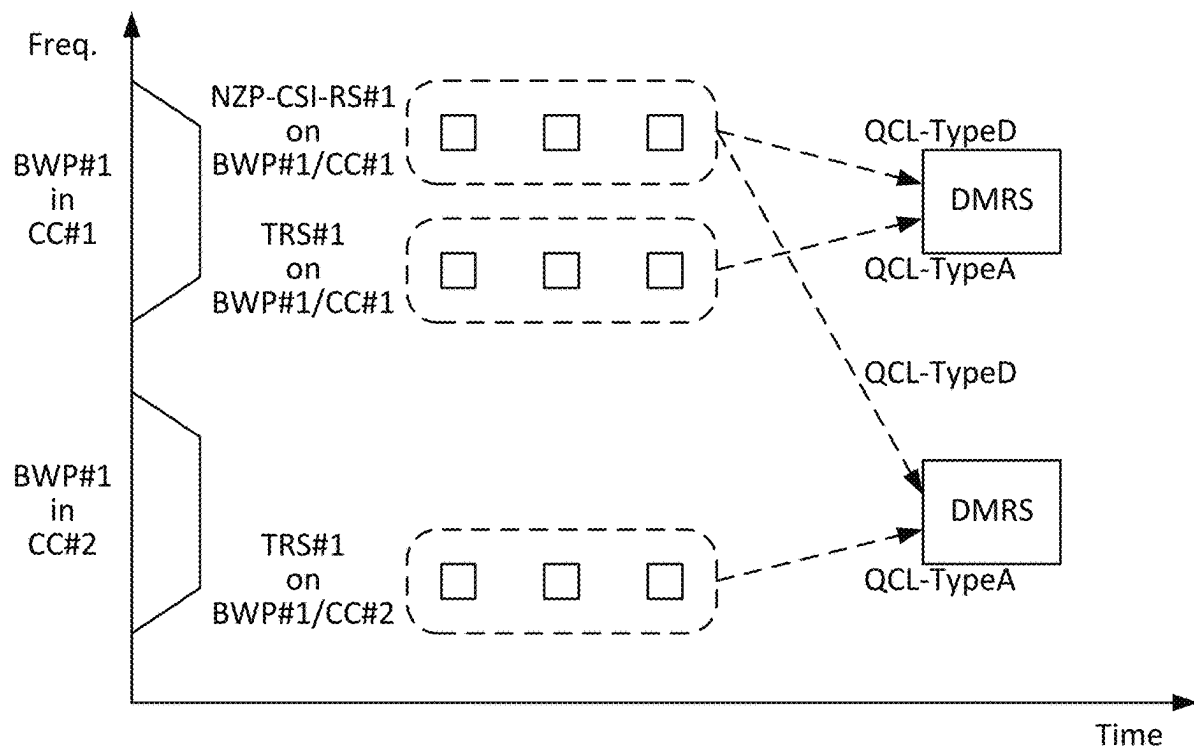 Freq.
BWP#1
in
CC#1
NZP-CSI-RS#1
on
BWP#1/CC#1
TRS#1
on
BWP#1/CC#1
QCL-TypeD
DMRS
QCL-TypeA
QCL-TypeD
BWP#1
in
CC#2
TRS#1
on
BWP#1/CC#2
DMRS
QCL-TypeA
Time